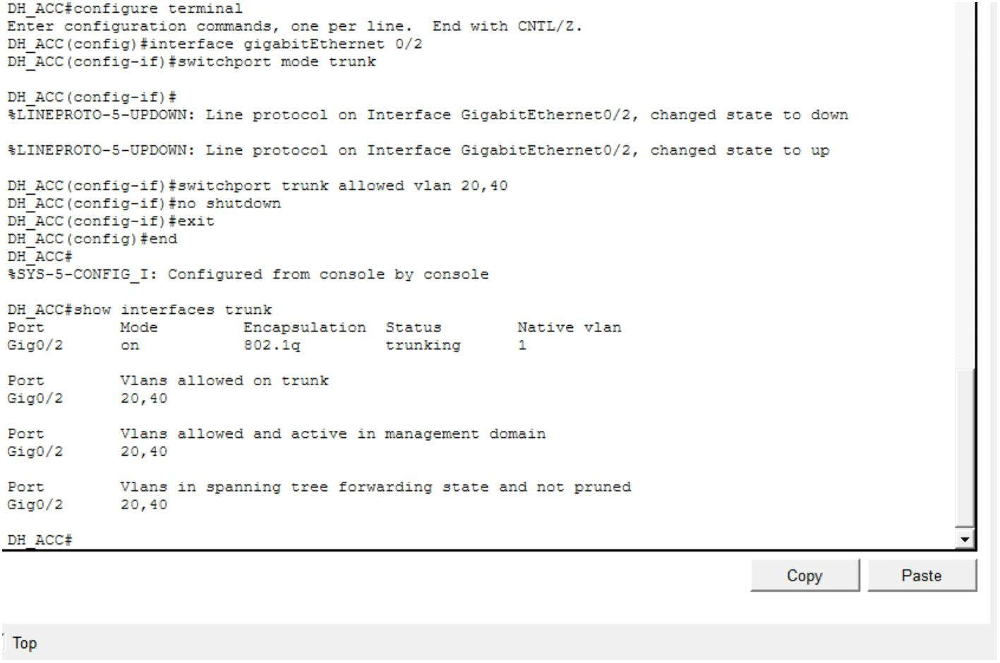 DH_ACC#configure terminal
Enter configuration commands, one per line.  End with CNTL/Z.
DH_ACC(config)#interface gigabitEthernet 0/2
DH_ACC(config-if)#switchport mode trunk
DH_ACC(config-if)#
%LINEPROTO-5-UPDOWN: Line protocol on Interface GigabitEthernet0/2, changed state to down
%LINEPROTO-5-UPDOWN: Line protocol on Interface GigabitEthernet0/2, changed state to up
DH_ACC(config-if)#switchport trunk allowed vlan 20,40
DH_ACC(config-if)#no shutdown
DH_ACC(config-if)#exit
DH_ACC(config)#end
DH_ACC#
%SYS-5-CONFIG_I: Configured from console by console
DH_ACC#show interfaces trunk
Port        Mode         Encapsulation  Status        Native vlan
Gig0/2      on           802.1q         trunking      1
Port        Vlans allowed on trunk
Gig0/2      20,40
Port        Vlans allowed and active in management domain
Gig0/2      20,40
Port        Vlans in spanning tree forwarding state and not pruned
Gig0/2      20,40
DH_ACC#
Copy Paste
Top